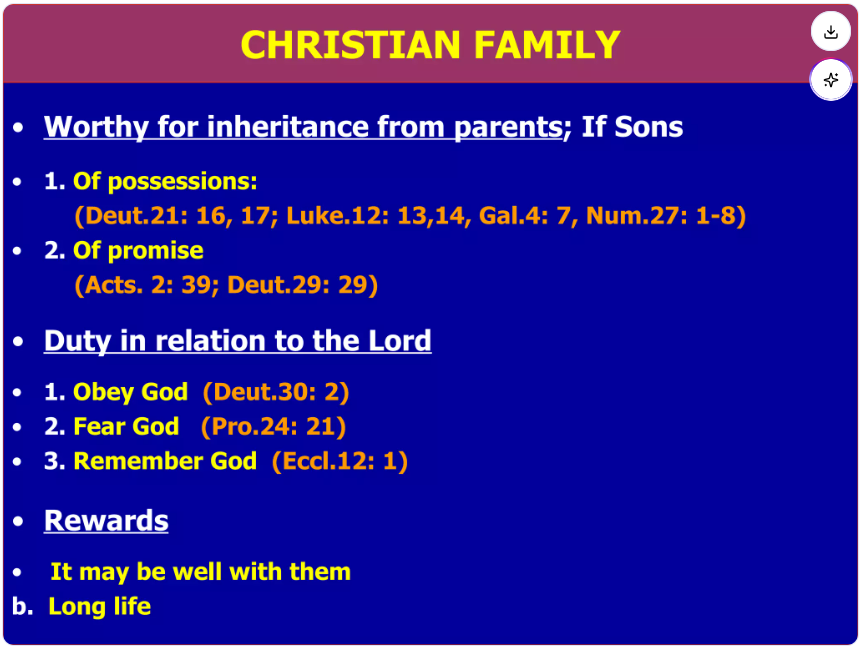 CHRISTIAN FAMILY
• Worthy for inheritance from parents; If Sons
• 1. Of possessions:
(Deut.21: 16, 17; Luke.12: 13,14, Gal.4: 7, Num.27: 1-8)
• 2. Of promise
(Acts. 2: 39; Deut.29: 29)
• Duty in relation to the Lord
• 1. Obey God (Deut.30: 2)
• 2. Fear God (Pro.24: 21)
• 3. Remember God (Eccl.12: 1)
• Rewards
• It may be well with them
b. Long life